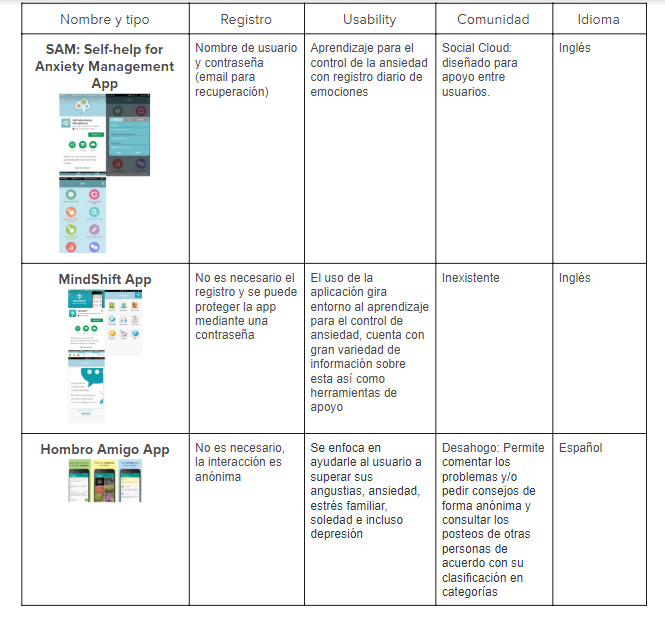 Nombre y tipo
Registro
Usability
Comunidad
Idioma
SAM: Self-help for
Anxiety Management
App
Nombre de usuario
y contraseña
(email para
recuperación)
Aprendizaje para el
control de la ansiedad
con registro diario de
emociones
Social Cloud:
diseñado para
apoyo entre
usuarios.
Inglés
MindShift App
No es necesario el
registro y se puede
proteger la app
mediante una
contraseña
El uso de la
aplicación gira
entorno al aprendizaje
para el control de
ansiedad, cuenta con
gran variedad de
información sobre
esta así como
herramientas de
apoyo
Inexistente
Inglés
Hombro Amigo App
No es necesario,
la interacción es
anónima
Se enfoca en
ayudarle al usuario a
superar sus
angustias, ansiedad,
estrés familiar,
soledad e incluso
depresión
Desahogo: Permite
comentar los
problemas y/o
pedir consejos de
forma anónima y
consultar los
posteos de otras
personas de
acuerdo con su
clasificación en
categorías
Español